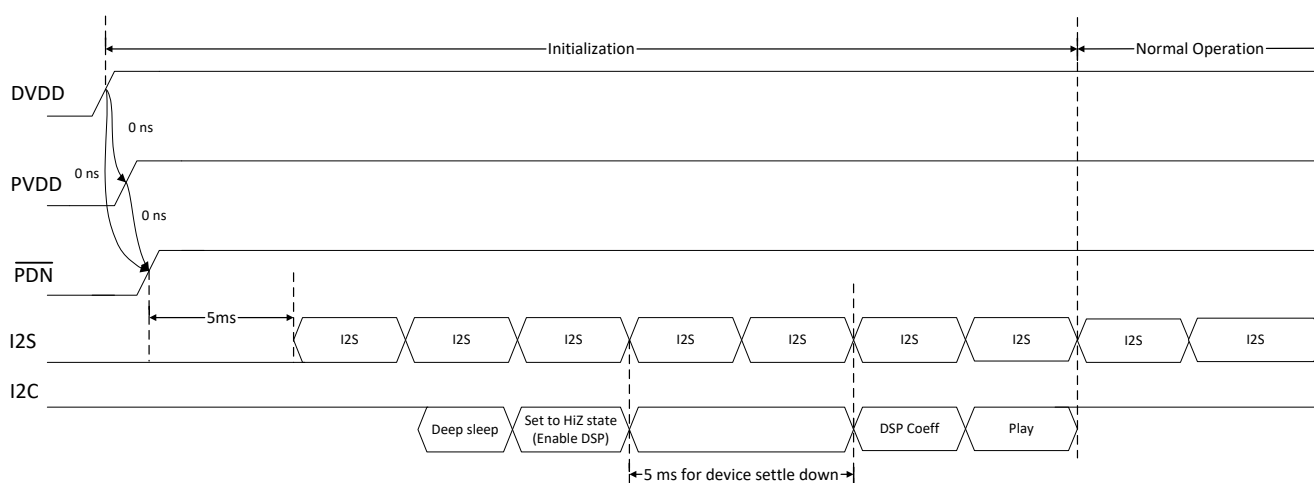 Initialization
Normal Operation
DVDD
0 ns
PVDD
0 ns
0 ns
PDN
5ms
I2S
I2S I2S I2S I2S I2S I2S I2S I2S I2S
I2C
Deep sleep
Set to HiZ state
(Enable DSP)
DSP Coeff
Play
5 ms for device settle down